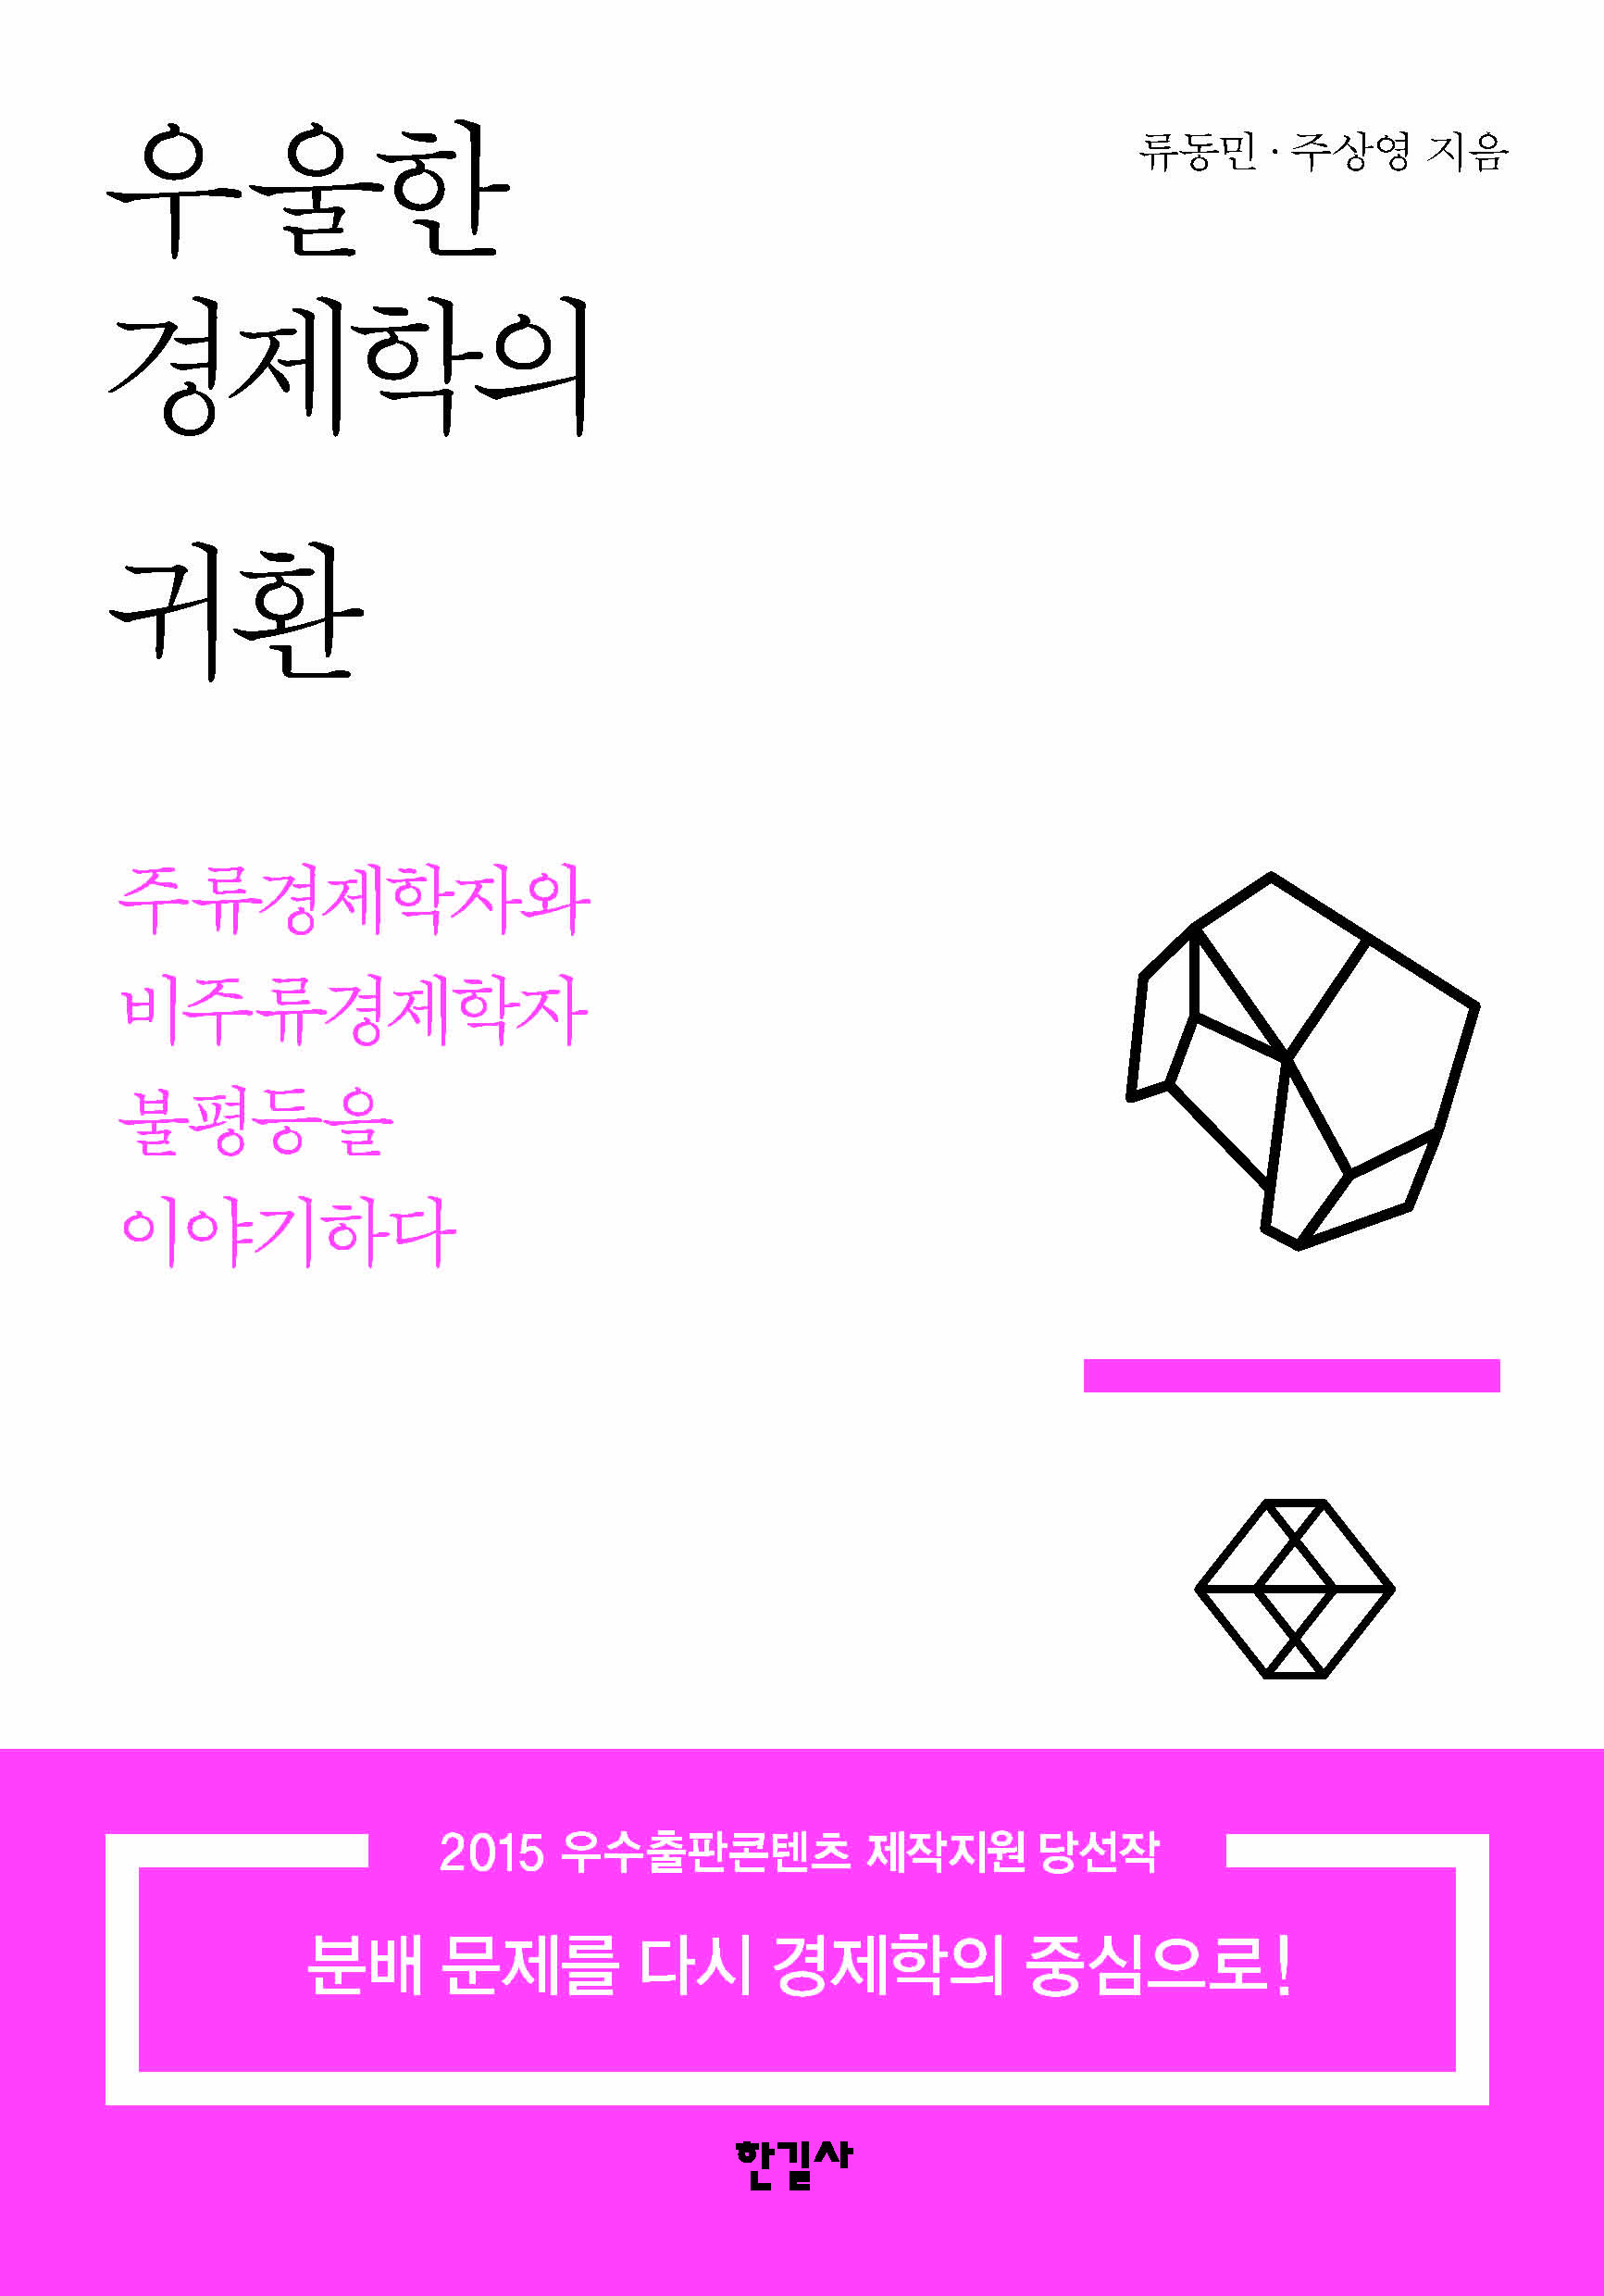 우울한
경제학의
귀환
류동민 · 주상영 지음
주류경제학자와
비주류경제학자
불평등을
이야기하다
2015 우수출판콘텐츠 제작지원 당선작
분배 문제를 다시 경제학의 중심으로!
한길사